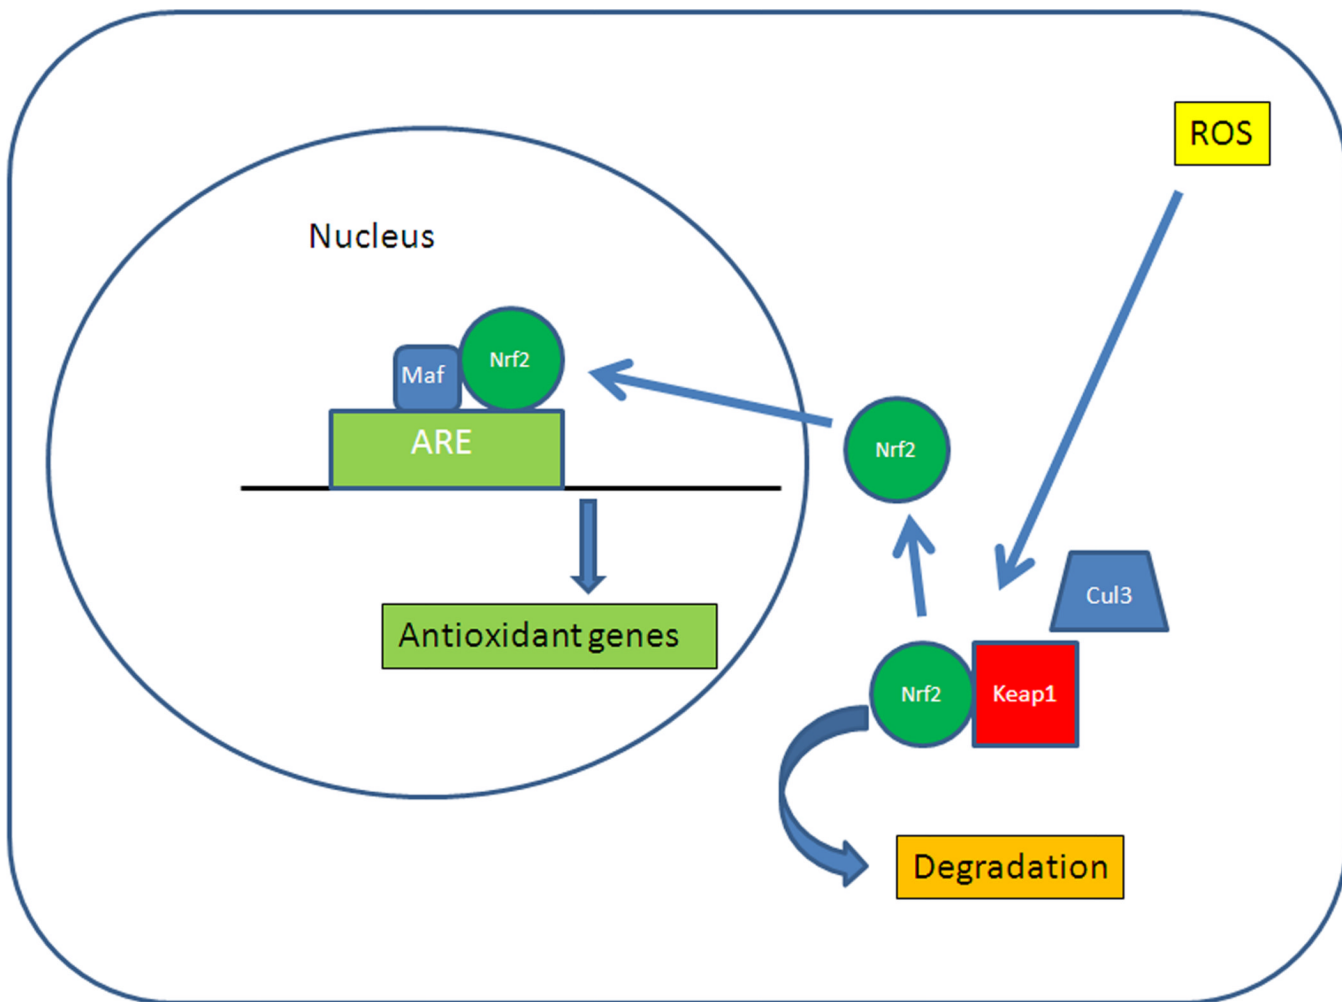 ROS
Nucleus
Maf
Nrf2
ARE
Nrf2
Antioxidant genes
Cul3
Nrf2
Keap1
Degradation